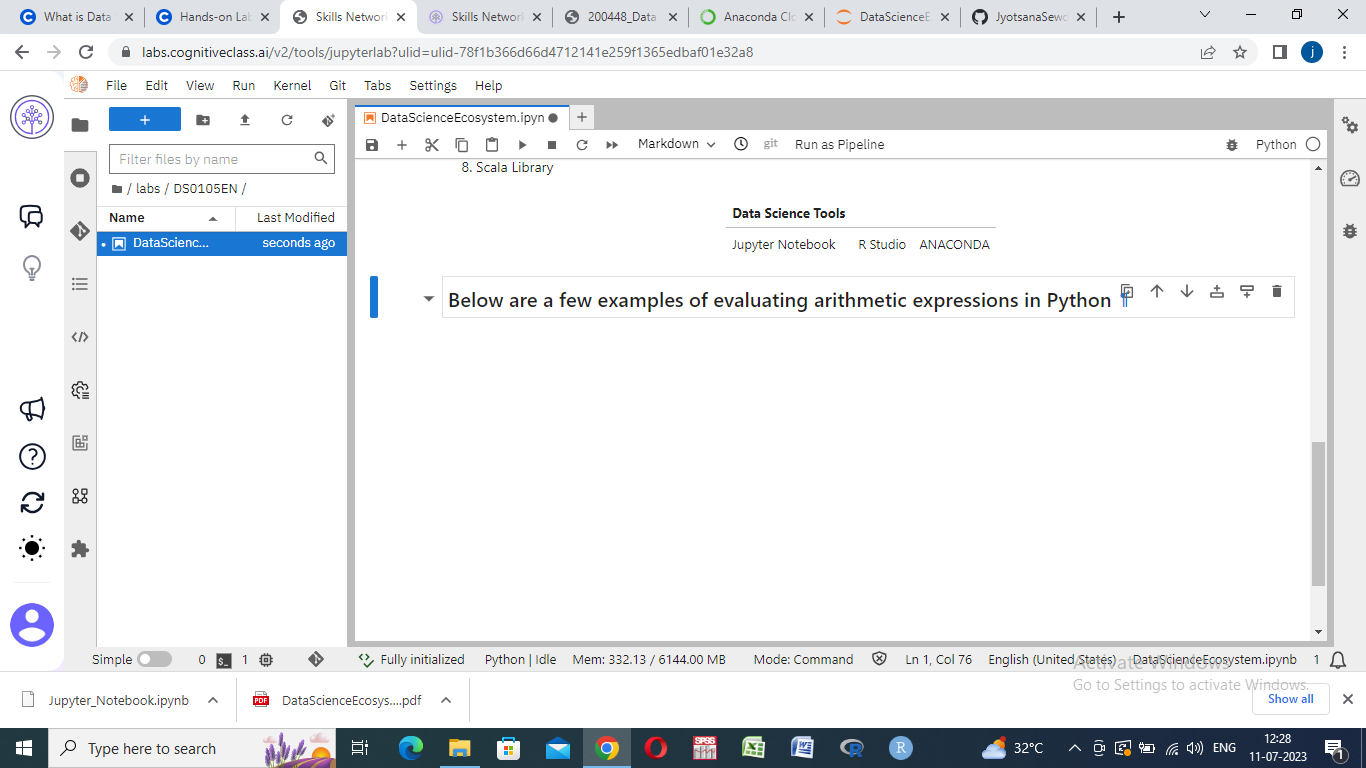 What is Data
Hands-on Lab
Skills Network
Skills Network
200448_Data
Anaconda Clo
DataScienceE
JyotsanaSewc
labs.cognitiveclass.ai/v2/tools/jupyterlab?ulid=ulid-78f1b366d66d4712141e259f1365edbaf01e32a8
j
File Edit View Run Kernel Git Tabs Settings Help
DataScienceEcosystem.ipyn
Markdown
git
Run as Pipeline
Python
Filter files by name
/ labs / DS0105EN /
Name
Last Modified
DataScienc...
seconds ago
8. Scala Library
Data Science Tools
Jupyter Notebook R Studio ANACONDA
Below are a few examples of evaluating arithmetic expressions in Python ¶
Simple
0
$_
1
Fully initialized
Python | Idle
Mem: 332.13 / 6144.00 MB
Mode: Command
Ln 1, Col 76
English (United States)
DataScienceEcosystem.ipynb
1
Activate Windows
Go to Settings to activate Windows.
Jupyter_Notebook.ipynb
PDF
DataScienceEcosys....pdf
Show all
Type here to search
SPSS
R
32°C
ENG
12:28
11-07-2023
1